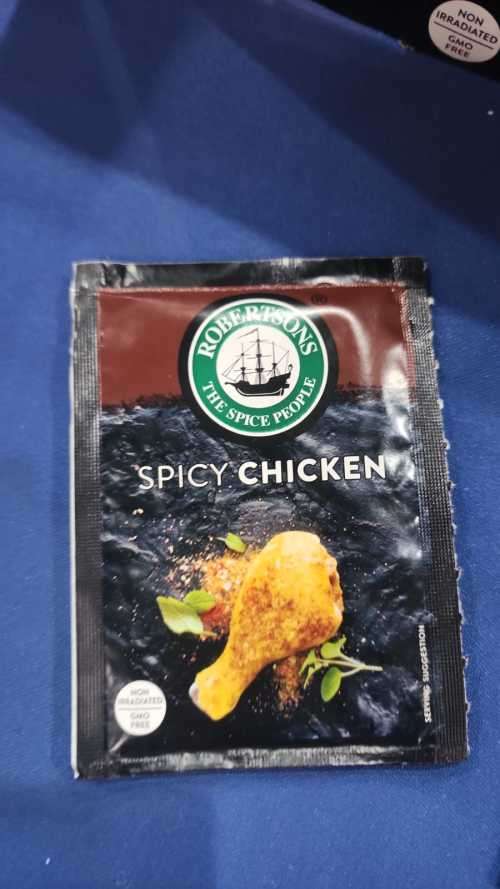 NON
IRRADIATED
GMO
FREE
ROBERTSONS
®
THE SPICE PEOPLE
SPICY CHICKEN
SERVING SUGGESTION
NON
IRRADIATED
GMO
FREE